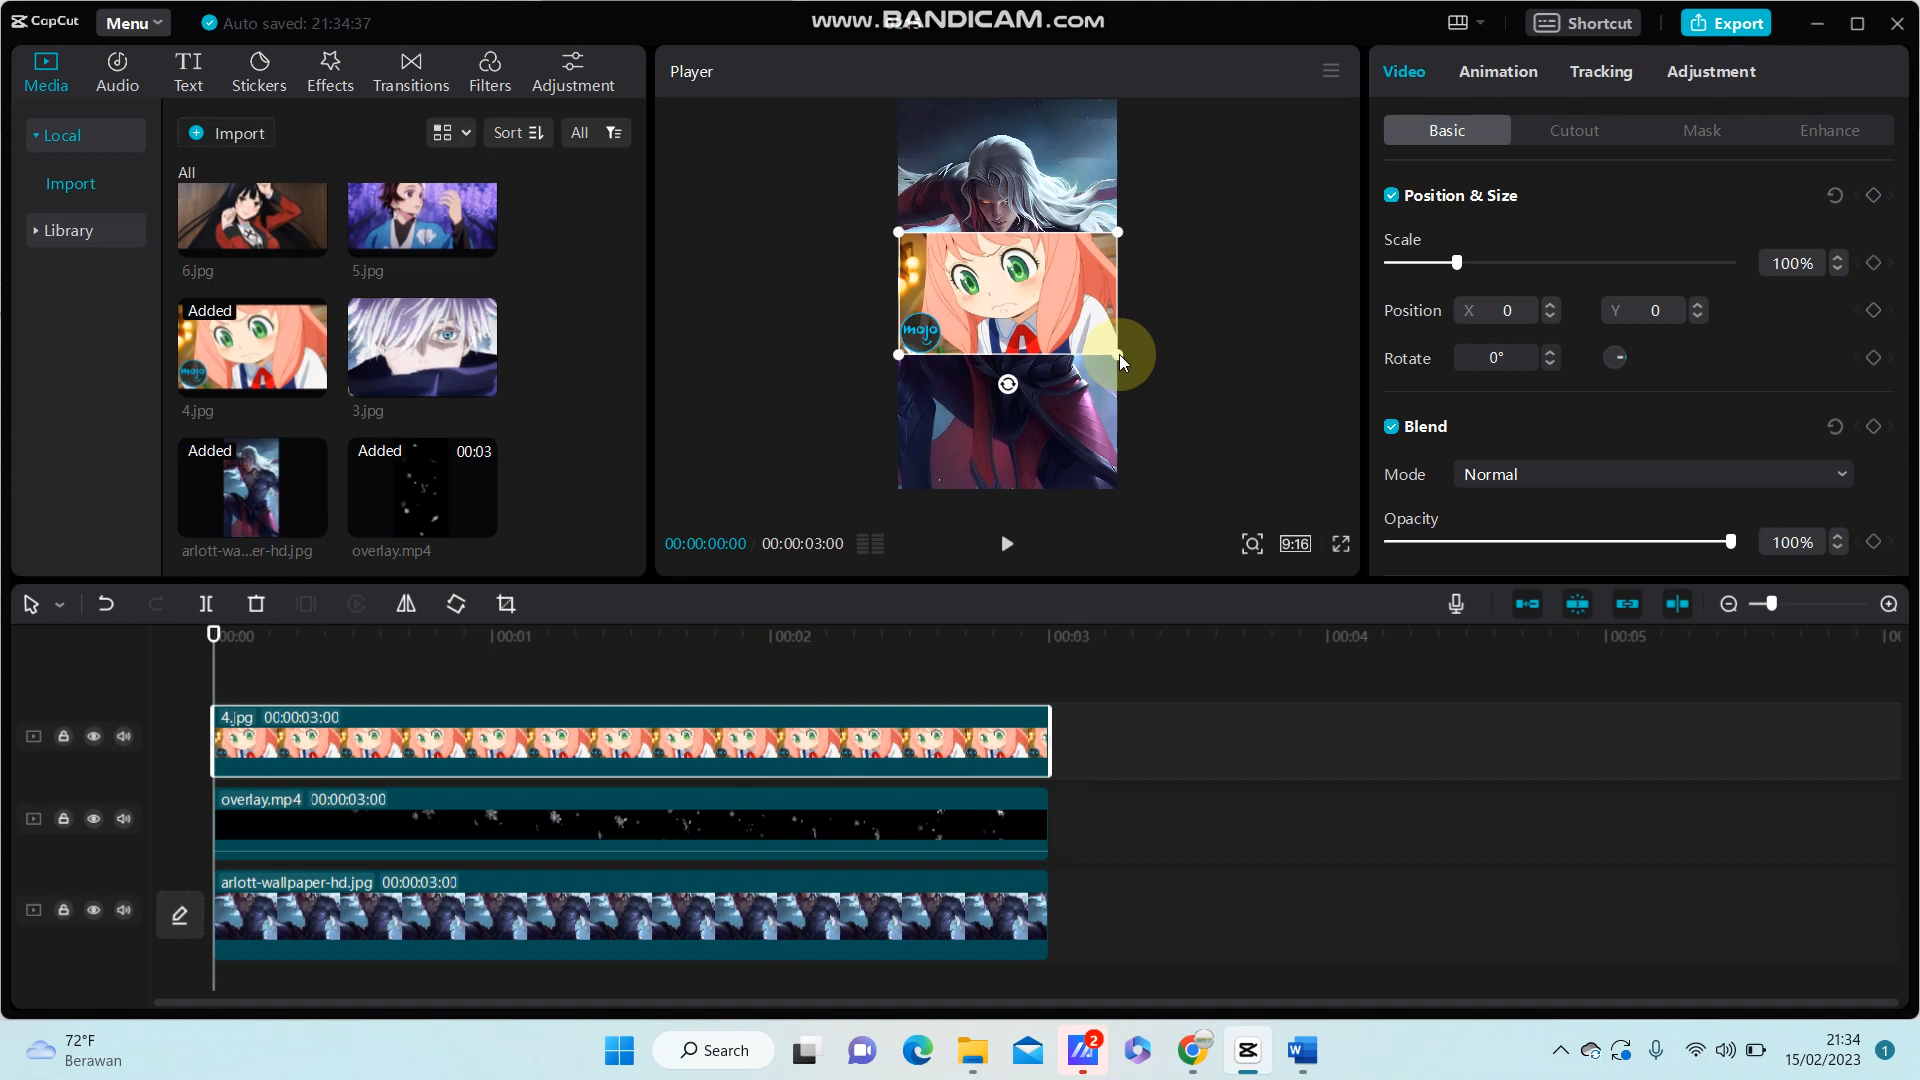 CapCut
Menu
Auto saved: 21:34:37
www.BANDICAM.com
Shortcut
Export
Media
Audio
Text
Stickers
Effects
Transitions
Filters
Adjustment
Player
Video
Animation
Tracking
Adjustment
Local
Import
Library
Import
Sort
All
All
6.jpg
5.jpg
Added
mojo
4.jpg
3.jpg
Added
Added
00:03
arlott-wa...er-hd.jpg
overlay.mp4
mojo
00:00:00:00
00:00:03:00
9:16
Basic
Cutout
Mask
Enhance
Position & Size
Scale
100%
Position
X 0
Y 0
Rotate
0°
Blend
Mode
Normal
Opacity
100%
00:00
00:01
00:02
00:03
00:04
00:05
4.jpg 00:00:03:00
overlay.mp4 00:00:03:00
arlott-wallpaper-hd.jpg 00:00:03:00
72°F
Berawan
Search
2
21:34
15/02/2023
1